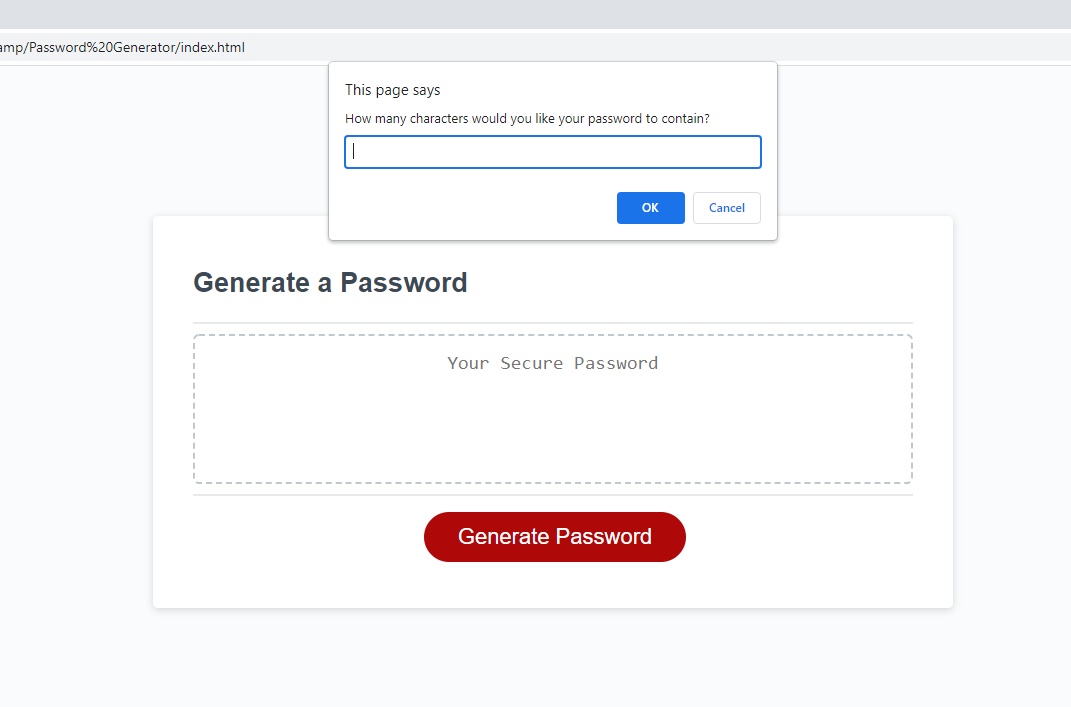 amp/Password%20Generator/index.html
This page says
How many characters would you like your password to contain?
OK
Cancel
Generate a Password
Your Secure Password
Generate Password